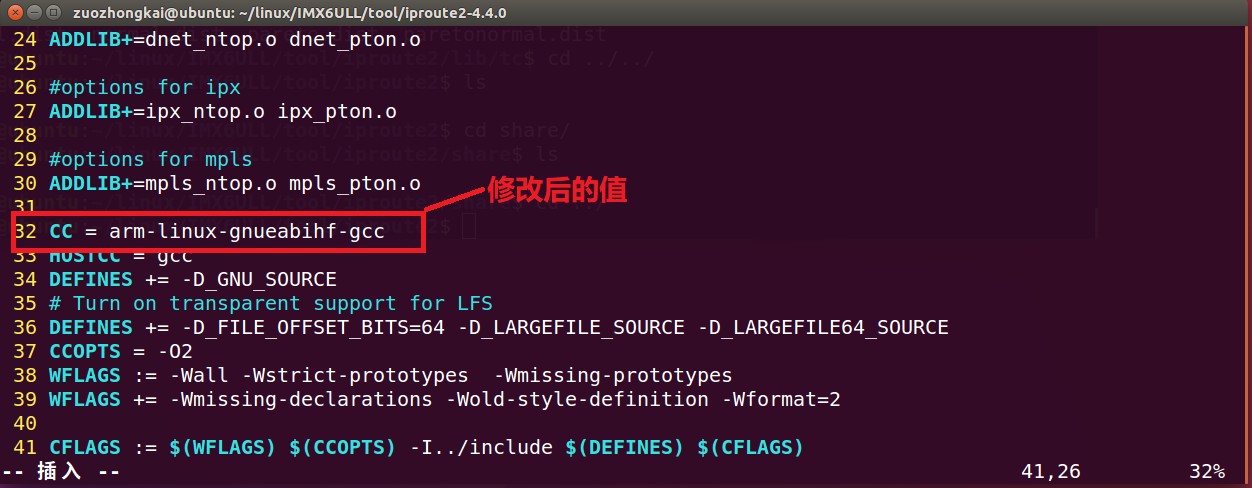 zuozhongkai@ubuntu: ~/linux/IMX6ULL/tool/iproute2-4.4.0
24 ADDLIB+=dnet_ntop.o dnet_pton.o
25
26 #options for ipx
27 ADDLIB+=ipx_ntop.o ipx_pton.o
28
29 #options for mpls
30 ADDLIB+=mpls_ntop.o mpls_pton.o
修改后的值
31
32 CC = arm-linux-gnueabihf-gcc
33 HOSTCC = gcc
34 DEFINES += -D_GNU_SOURCE
35 # Turn on transparent support for LFS
36 DEFINES += -D_FILE_OFFSET_BITS=64 -D_LARGEFILE_SOURCE -D_LARGEFILE64_SOURCE
37 CCOPTS = -O2
38 WFLAGS := -Wall -Wstrict-prototypes  -Wmissing-prototypes
39 WFLAGS += -Wmissing-declarations -Wold-style-definition -Wformat=2
40
41 CFLAGS := $(WFLAGS) $(CCOPTS) -I../include $(DEFINES) $(CFLAGS)
-- 插入 -- 41,26 32%